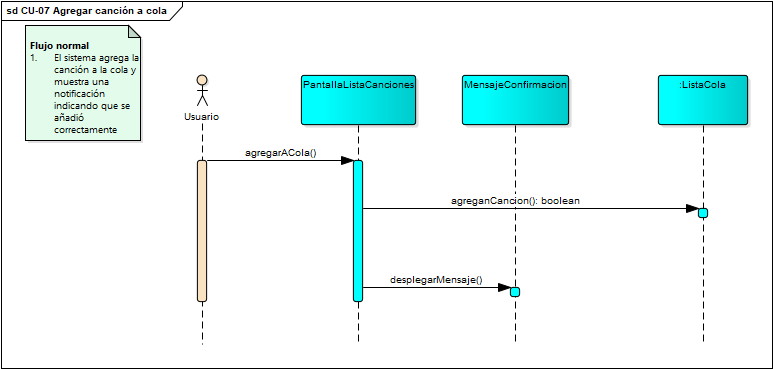 sd CU-07 Agregar canción a cola
Flujo normal
1. El sistema agrega la
canción a la cola y
muestra una
notificación
indicando que se
añadió
correctamente
Usuario
PantallaListaCanciones
MensajeConfirmacion
:ListaCola
agregarACola()
agreganCancion(): boolean
desplegarMensaje()